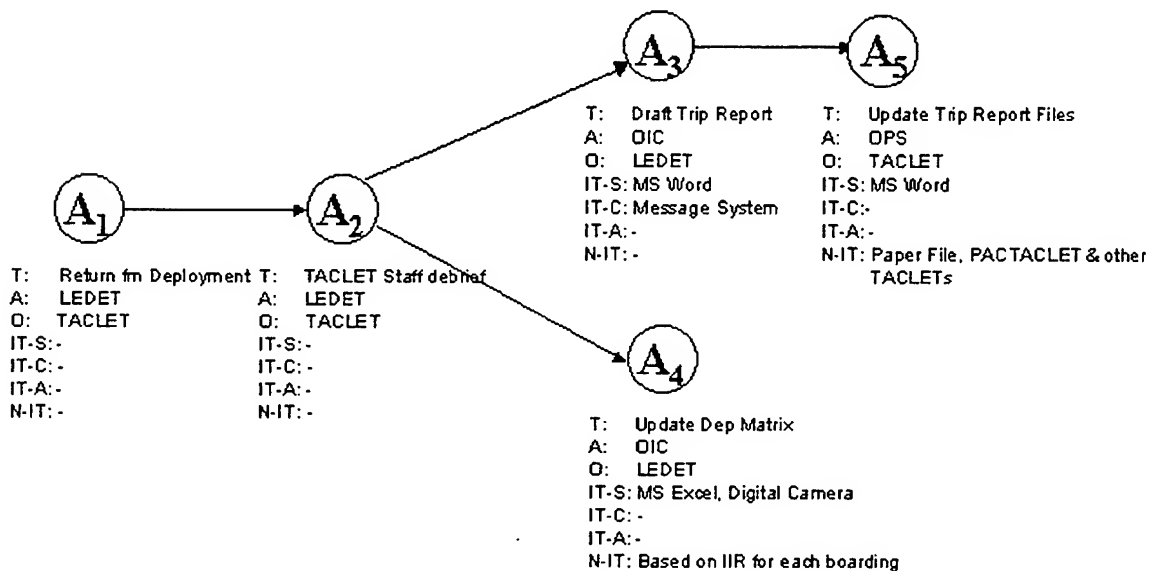 A3
A5
T: Draft Trip Report
A: OIC
O: LEDET
IT-S: MS Word
IT-C: Message System
IT-A:-
N-IT: -
T: Update Trip Report Files
A: OPS
O: TACLET
IT-S: MS Word
IT-C:-
IT-A:-
N-IT: Paper File, PACTACLET & other
TACLETs
A1
A2
T: Return frn Deployment
A: LEDET
O: TACLET
IT-S:-
IT-C:-
IT-A:-
N-IT: -
T: TACLET Staff debrief
A: LEDET
O: TACLET
IT-S:-
IT-C:-
IT-A:-
N-IT: -
A4
T: Update Dep Matrix
A: OIC
O: LEDET
IT-S: MS Excel, Digital Camera
IT-C: -
IT-A:-
N-IT: Based on IIR for each boarding